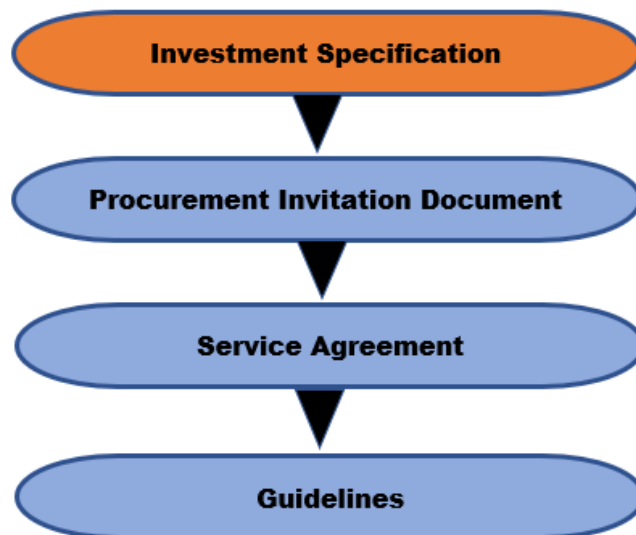 Investment Specification
Procurement Invitation Document
Service Agreement
Guidelines